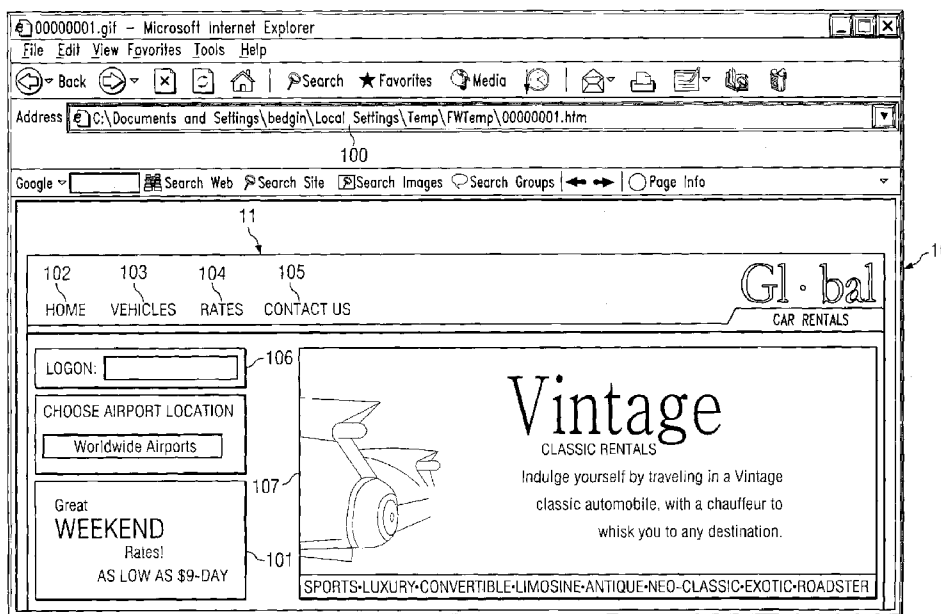 00000001.gif - Microsoft Internet Explorer
File Edit View Favorites Tools Help
Back Search Favorites Media
Address C:\Documents and Settings\bedgin\Local Settings\Temp\FWTemp\00000001.htm
100
Google Search Web Search Site Search Images Search Groups Page Info
11
102 103 104 105
HOME VEHICLES RATES CONTACT US
Gl·bal
CAR RENTALS
LOGON:
106
CHOOSE AIRPORT LOCATION
Worldwide Airports
Great
WEEKEND
Rates!
AS LOW AS $9-DAY
101
107
Vintage
CLASSIC RENTALS
Indulge yourself by traveling in a Vintage
classic automobile, with a chauffeur to
whisk you to any destination.
SPORTS•LUXURY•CONVERTIBLE•LIMOSINE•ANTIQUE•NEO-CLASSIC•EXOTIC•ROADSTER